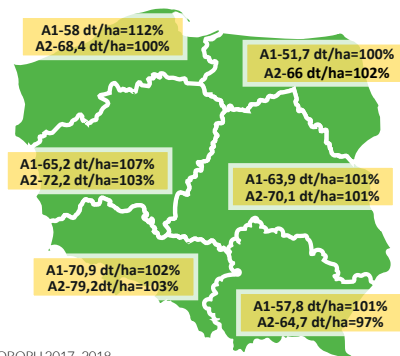 A1-58 dt/ha=112%
A2-68,4 dt/ha=100%
A1-51,7 dt/ha=100%
A2-66 dt/ha=102%
A1-65,2 dt/ha=107%
A2-72,2 dt/ha=103%
A1-63,9 dt/ha=101%
A2-70,1 dt/ha=101%
A1-70,9 dt/ha=102%
A2-79,2dt/ha=103%
A1-57,8 dt/ha=101%
A2-64,7 dt/ha=97%